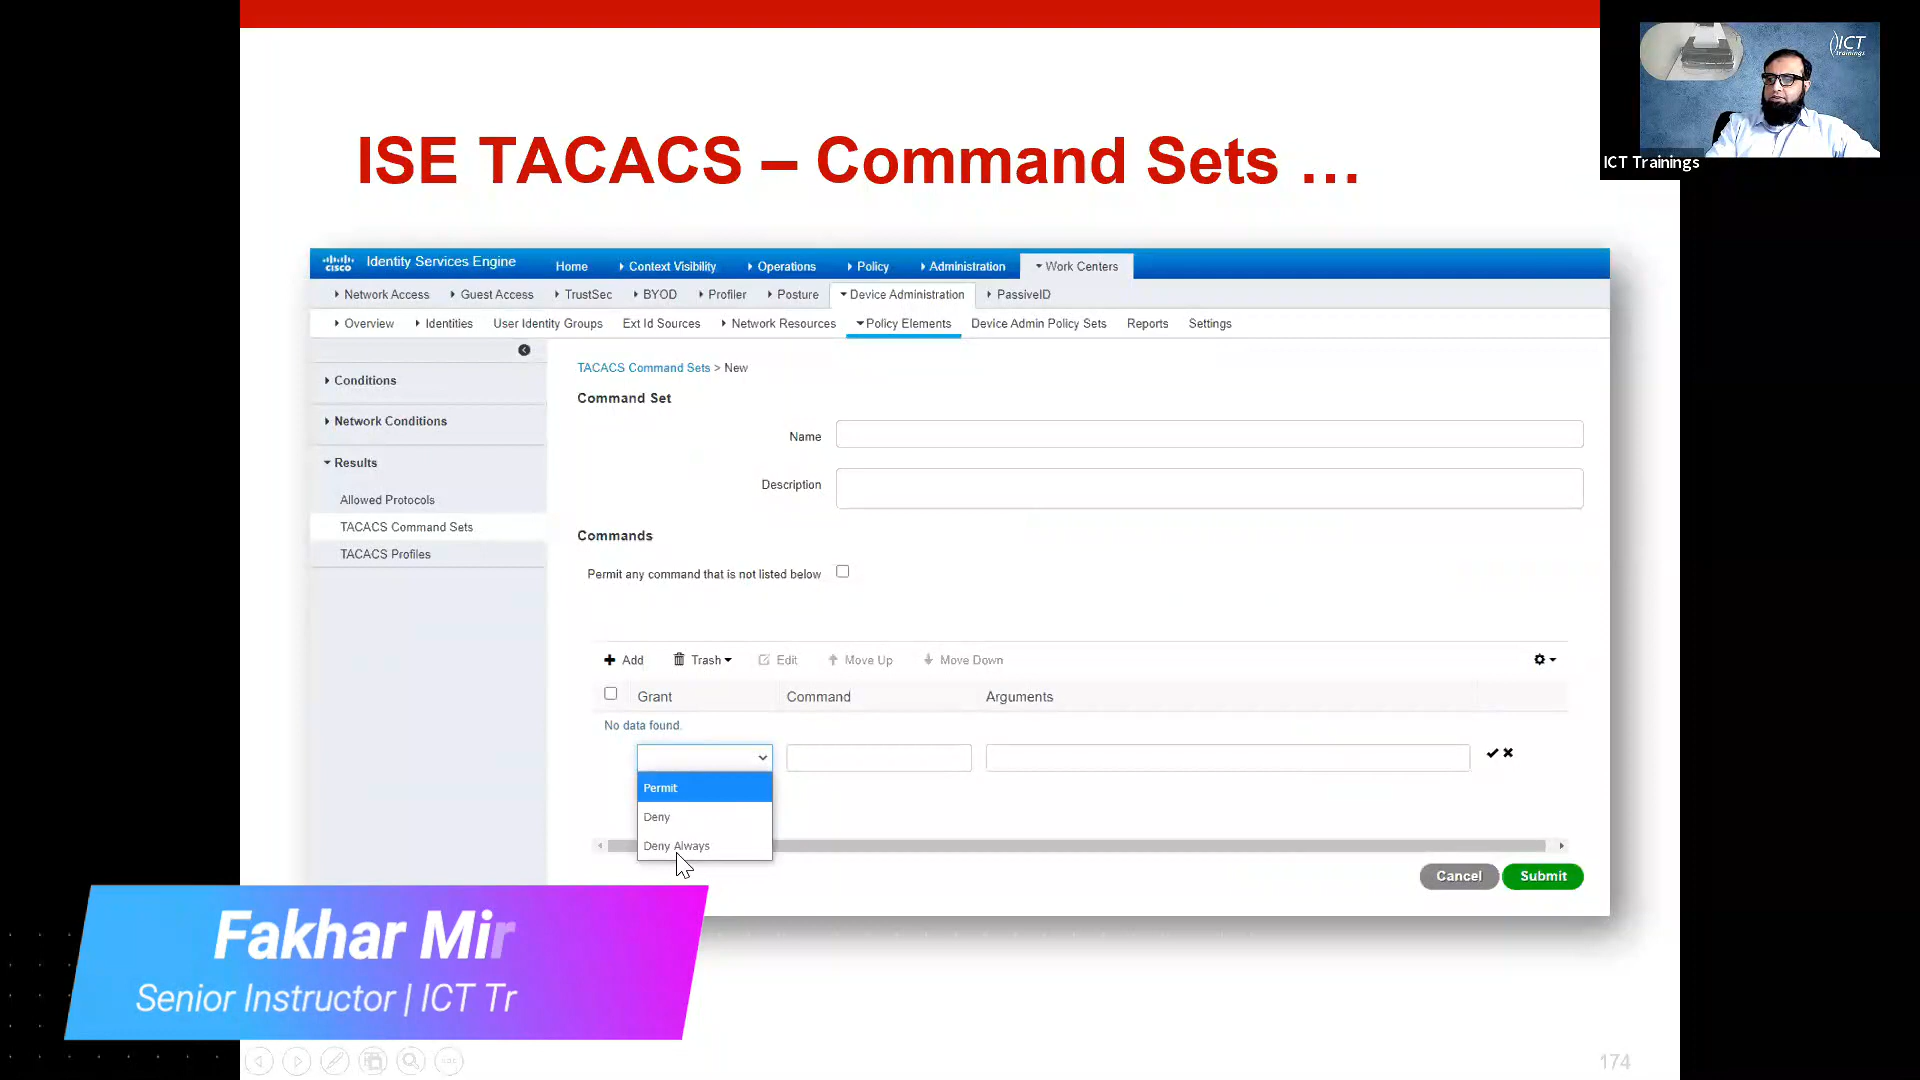 ISE TACACS – Command Sets …
ICT
trainings
ICT Trainings
cisco Identity Services Engine Home Context Visibility Operations Policy Administration Work Centers
Network Access Guest Access TrustSec BYOD Profiler Posture Device Administration PassiveID
Overview Identities User Identity Groups Ext Id Sources Network Resources Policy Elements Device Admin Policy Sets Reports Settings
Conditions
Network Conditions
Results
Allowed Protocols
TACACS Command Sets
TACACS Profiles
TACACS Command Sets > New
Command Set
Name
Description
Commands
Permit any command that is not listed below
Add Trash Edit Move Up Move Down
Grant Command Arguments
No data found.
Permit
Deny
Deny Always
Cancel Submit
Fakhar Mir
Senior Instructor | ICT Tr
174